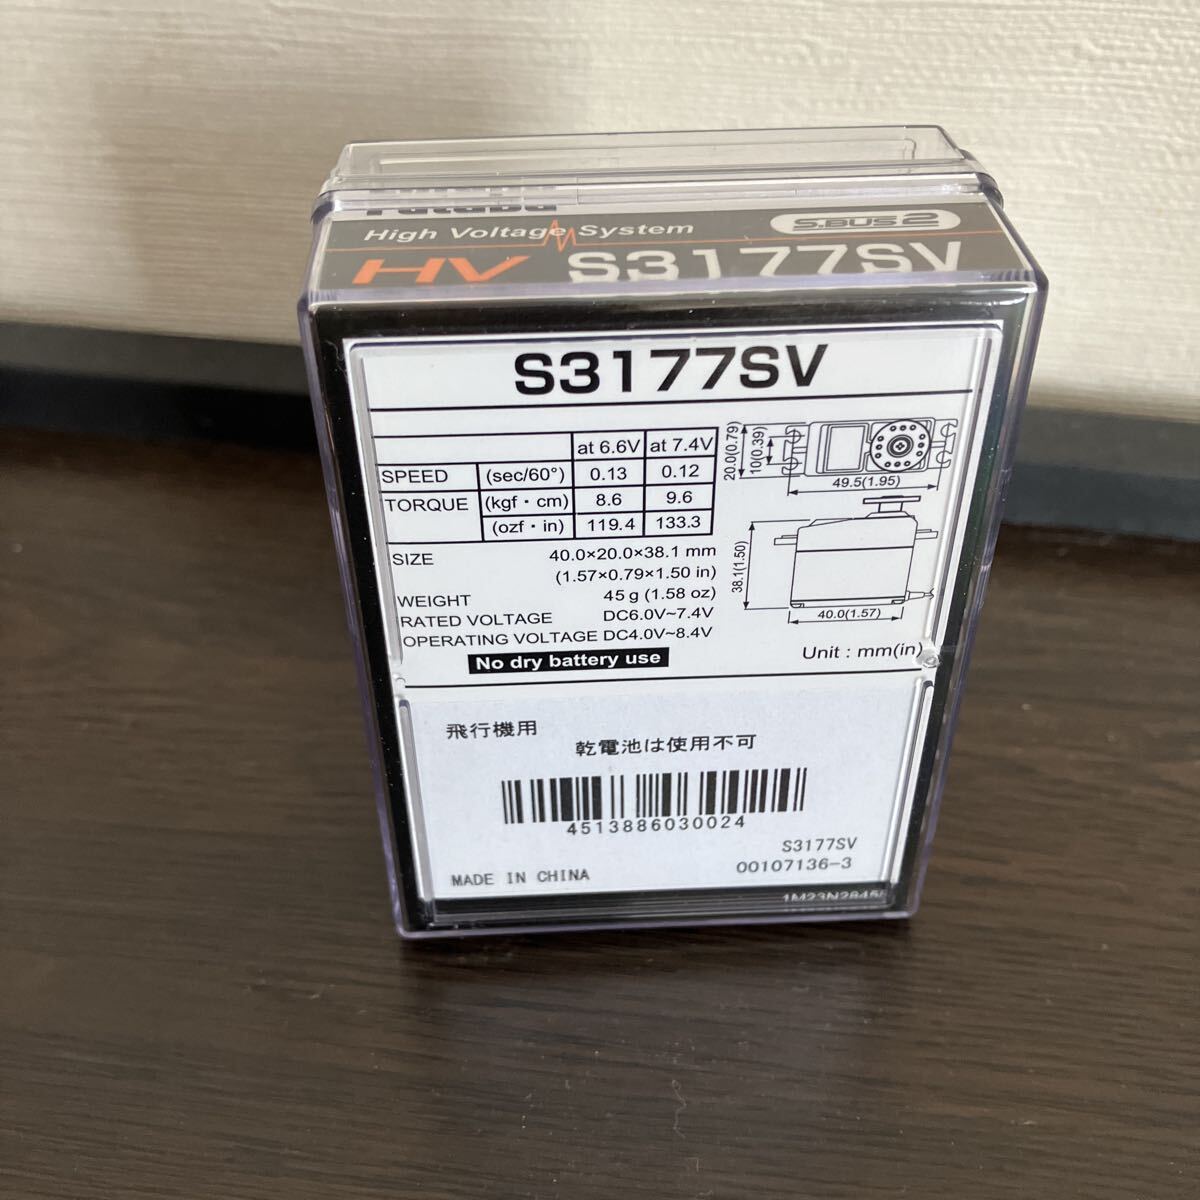 Futaba
High Voltage System
S.BUS2
HV S3177SV
S3177SV
at 6.6V at 7.4V
SPEED (sec/60°) 0.13 0.12
TORQUE (kgf・cm) 8.6 9.6
(ozf・in) 119.4 133.3
SIZE 40.0×20.0×38.1 mm
(1.57×0.79×1.50 in)
WEIGHT 45 g (1.58 oz)
RATED VOLTAGE DC6.0V~7.4V
OPERATING VOLTAGE DC4.0V~8.4V
No dry battery use
20.0(0.79)
10(0.39)
49.5(1.95)
38.1(1.50)
40.0(1.57)
Unit : mm(in)
飛行機用
乾電池は使用不可
4513886030024
S3177SV
00107136-3
MADE IN CHINA